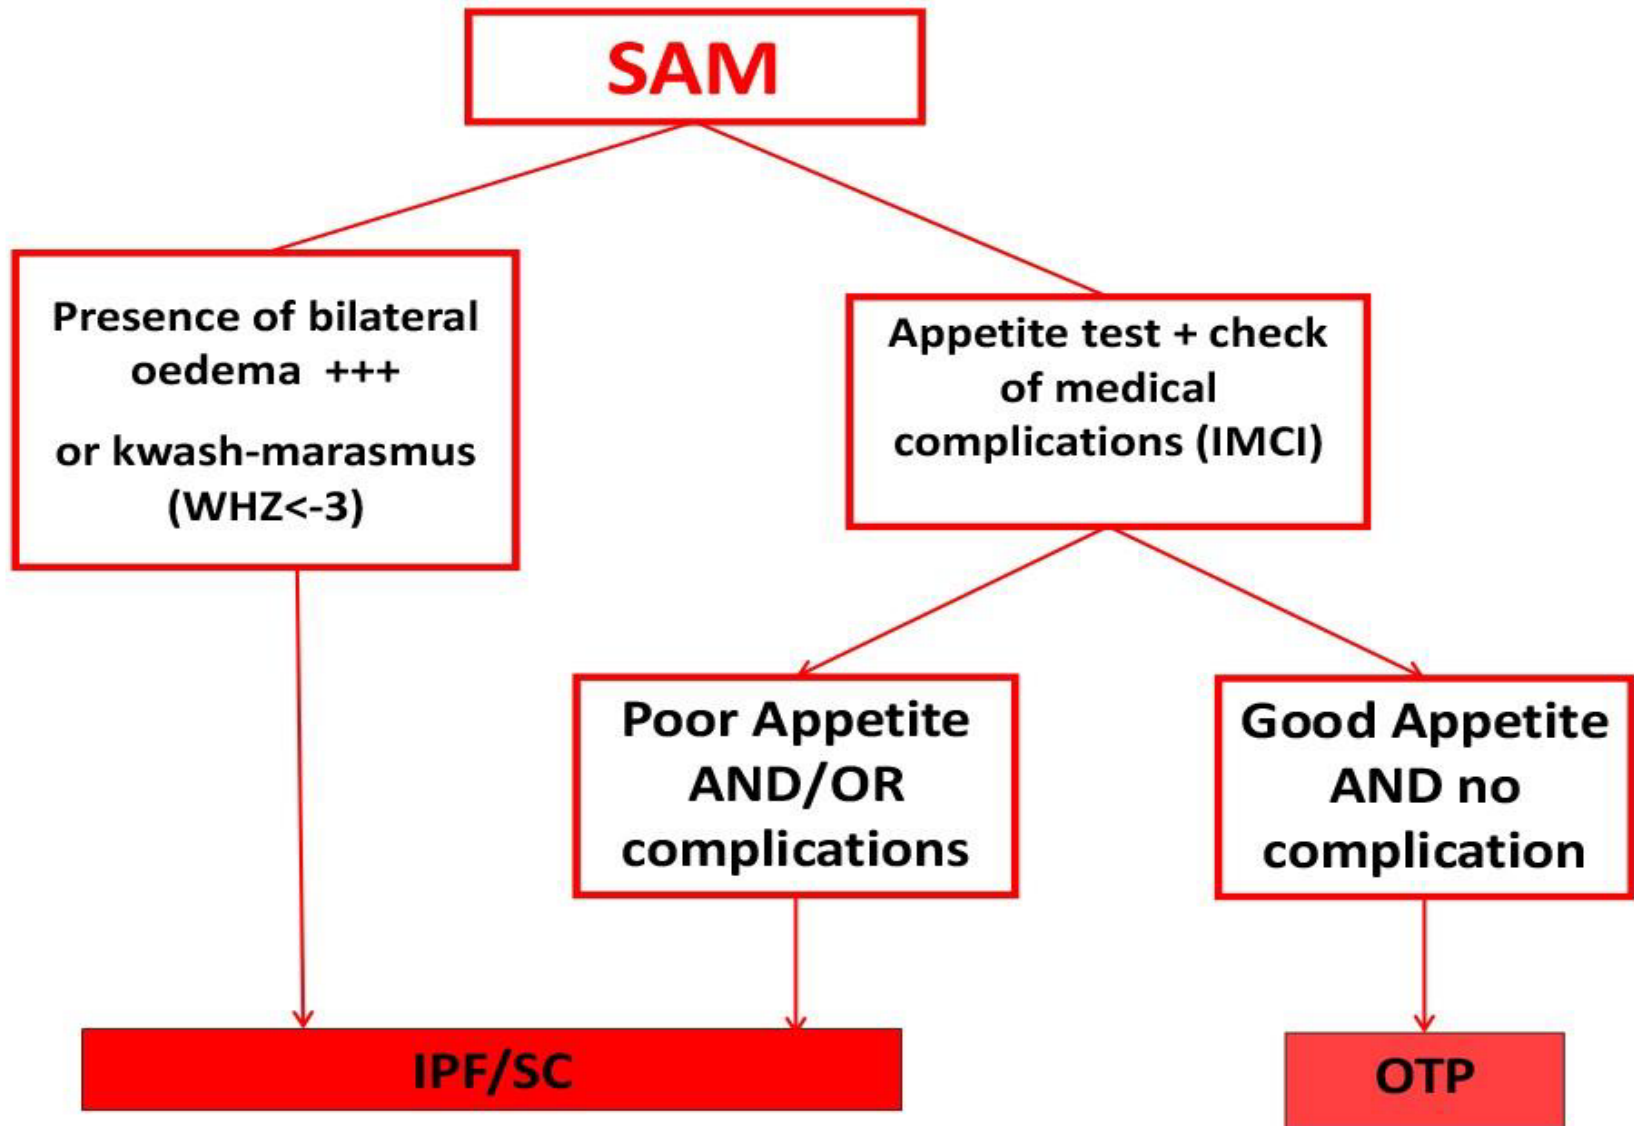 SAM
Presence of bilateral
oedema +++
or kwash-marasmus
(WHZ<-3)
Appetite test + check
of medical
complications (IMCI)
Poor Appetite
AND/OR
complications
Good Appetite
AND no
complication
IPF/SC
OTP